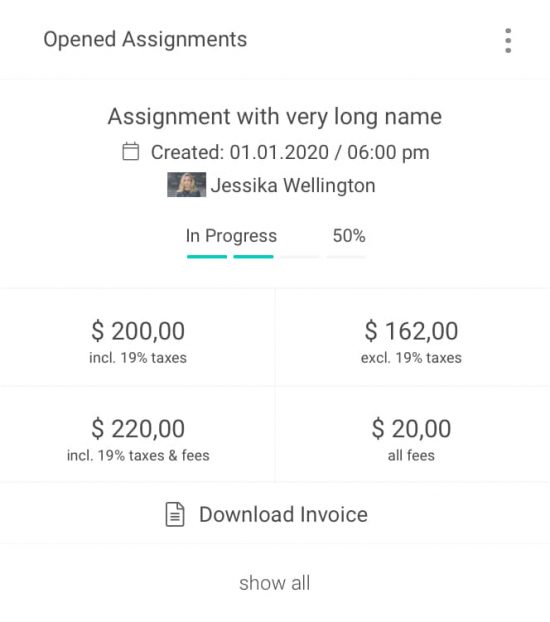 Opened Assignments
Assignment with very long name
Created: 01.01.2020 / 06:00 pm
Jessika Wellington
In Progress 50%
$ 200,00 $ 162,00
incl. 19% taxes excl. 19% taxes
$ 220,00 $ 20,00
incl. 19% taxes & fees all fees
Download Invoice
show all